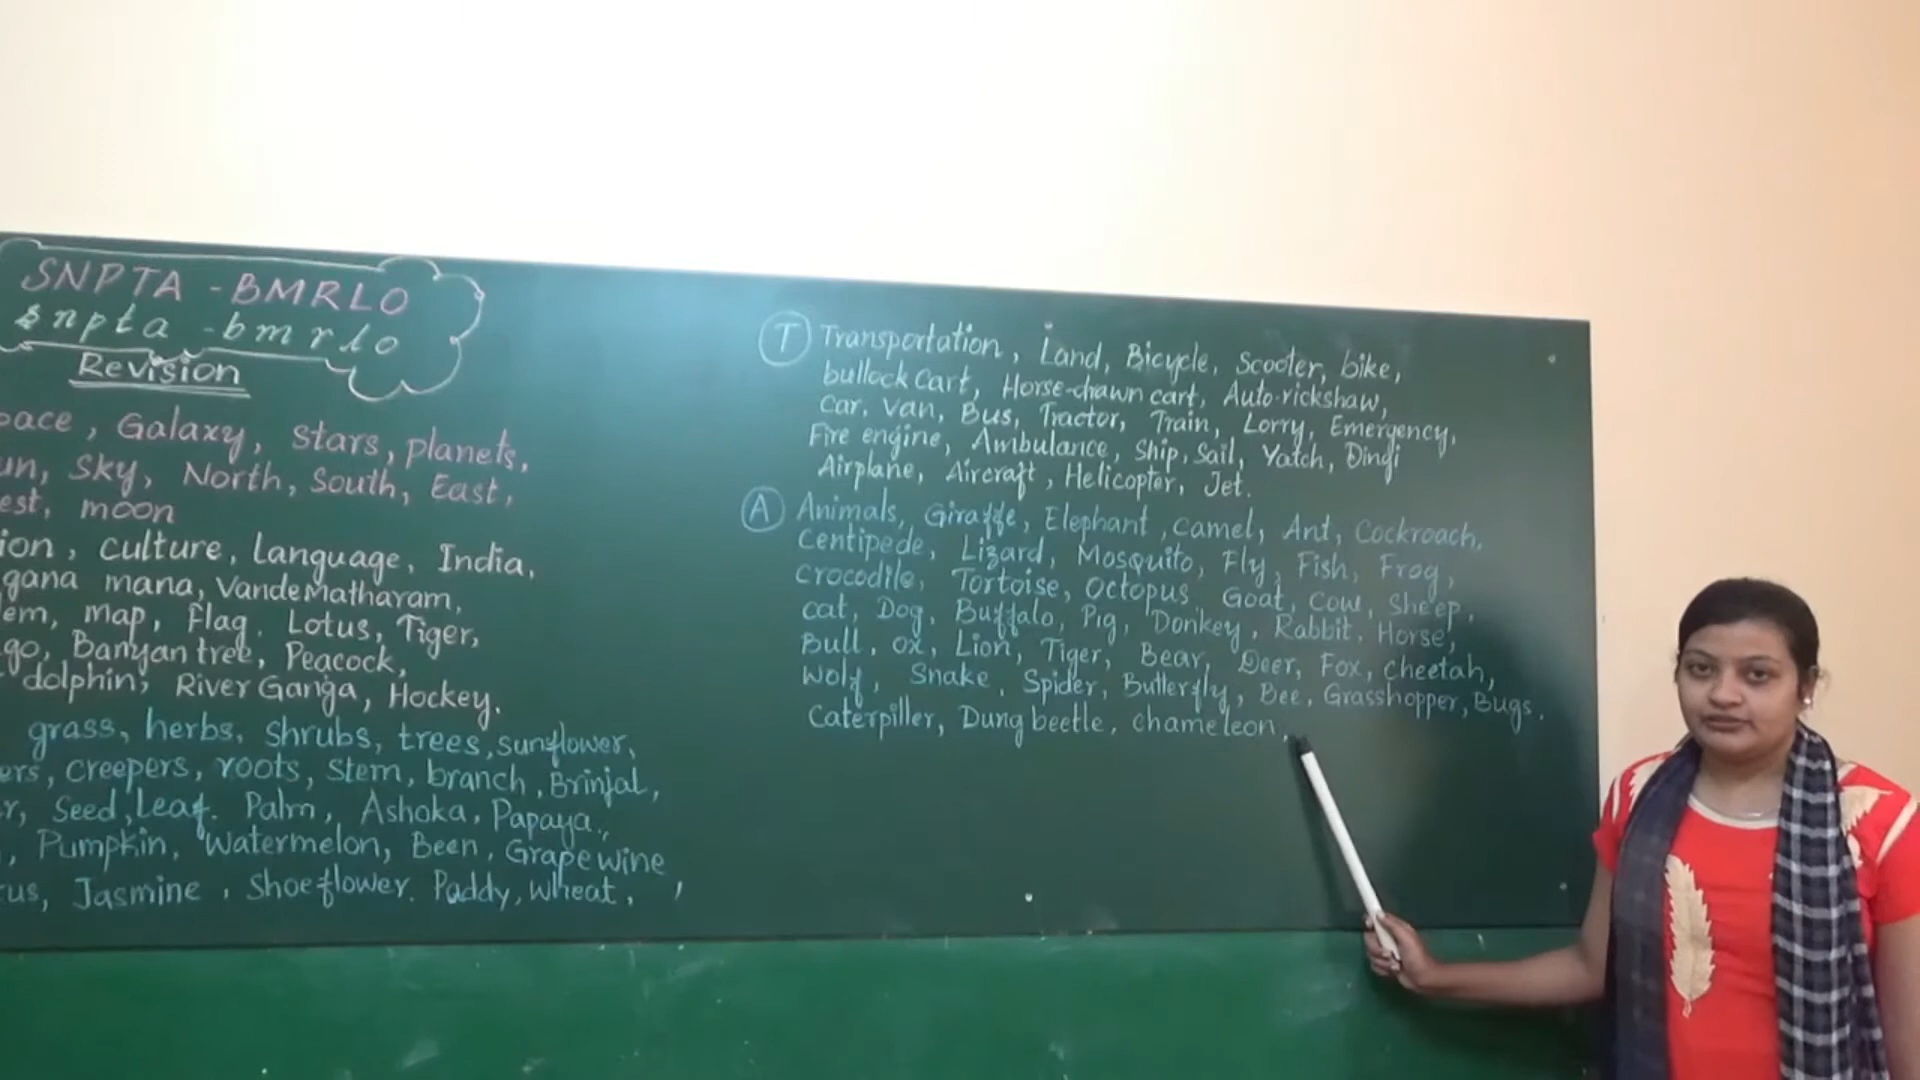 SNPTA - BMRLO
snpta - bmrlo
Revision
Galaxy, Stars, planets,
Sky, North, South, East,
moon
culture, Language, India,
gana mana, VandeMatharam,
map, Flag. Lotus, Tiger,
Banyan tree, Peacock,
dolphin, River Ganga, Hockey.
grass, herbs, shrubs, trees, sunflower,
creepers, roots, stem, branch, Brinjal,
Seed, leaf. Palm, Ashoka, Papaya.,
Pumpkin, Watermelon, Been, Grape wine
Jasmine, Shoeflower. Paddy, wheat,
T Transportation, Land, Bicycle, Scooter, bike,
bullock Cart, Horse-chawn cart, Auto-rickshaw,
Car, Van, Bus, Tractor, Train, Lorry, Emergency,
Fire engine, Ambulance, Ship, Sail, Yatch, Dingi
Airplane, Aircraft, Helicopter, Jet.
A Animals, Giraffe, Elephant, camel, Ant, Cockroach,
Centipede, Lizard, Mosquito, Fly, Fish, Frog,
crocodile, Tortoise, Octopus Goat, Cow, Sheep,
Cat, Dog, Buffalo, Pig, Donkey, Rabbit, Horse,
Bull, ox, Lion, Tiger, Bear, Deer, Fox, Cheetah,
Wolf, Snake, Spider, Butterfly, Bee, Grasshopper, Bugs.
Caterpiller, Dung beetle, chameleon,